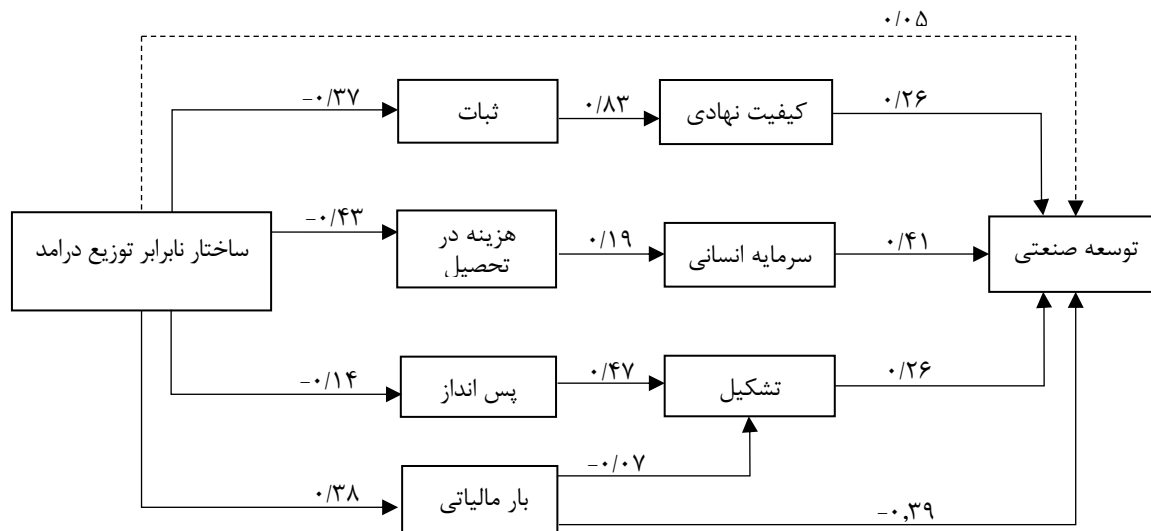 ۰/۰۵
−۰/۳۷
ثبات
۰/۸۳
کیفیت نهادی
۰/۲۶
ساختار نابرابر توزیع درامد
−۰/۴۳
هزینه در
تحصیل
۰/۱۹
سرمایه انسانی
۰/۴۱
توسعه صنعتی
−۰/۱۴
پس انداز
۰/۴۷
تشکیل
۰/۲۶
۰/۳۸
بار مالیاتی
−۰/۰۷
−۰,۳۹